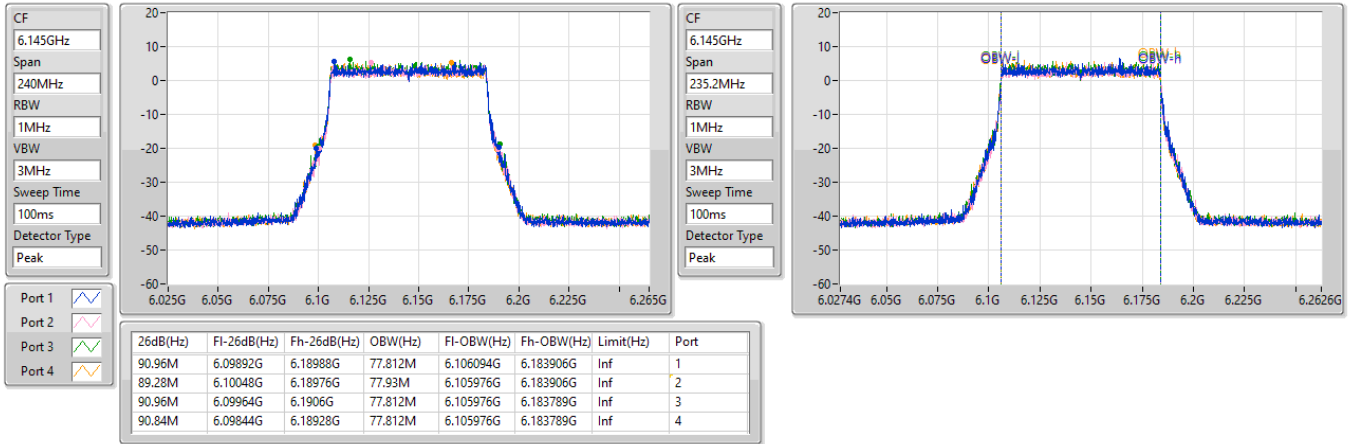 CF
6.145GHz
Span
240MHz
RBW
1MHz
VBW
3MHz
Sweep Time
100ms
Detector Type
Peak
20
10
0
-10
-20
-30
-40
-50
-60
6.025G 6.05G 6.075G 6.1G 6.125G 6.15G 6.175G 6.2G 6.225G 6.265G
CF
6.145GHz
Span
235.2MHz
RBW
1MHz
VBW
3MHz
Sweep Time
100ms
Detector Type
Peak
20
10
0
-10
-20
-30
-40
-50
-60
OBW-l OBW-h
6.0274G 6.05G 6.075G 6.1G 6.125G 6.15G 6.175G 6.2G 6.225G 6.2626G
Port 1
Port 2
Port 3
Port 4
26dB(Hz) Fl-26dB(Hz) Fh-26dB(Hz) OBW(Hz) Fl-OBW(Hz) Fh-OBW(Hz) Limit(Hz) Port
90.96M 6.09892G 6.18988G 77.812M 6.106094G 6.183906G Inf 1
89.28M 6.10048G 6.18976G 77.93M 6.105976G 6.183906G Inf 2
90.96M 6.09964G 6.1906G 77.812M 6.105976G 6.183789G Inf 3
90.84M 6.09844G 6.18928G 77.812M 6.105976G 6.183789G Inf 4